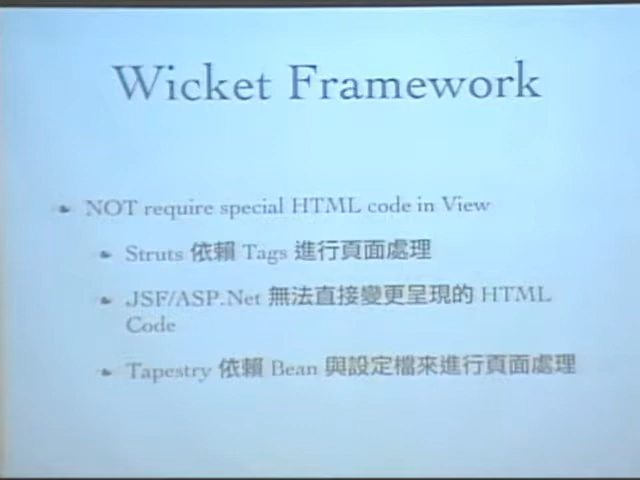 Wicket Framework
NOT require special HTML code in View
Struts 依賴 Tags 進行頁面處理
JSF/ASP.Net 無法直接變更呈現的 HTML
Code
Tapestry 依賴 Bean 與設定檔來進行頁面處理